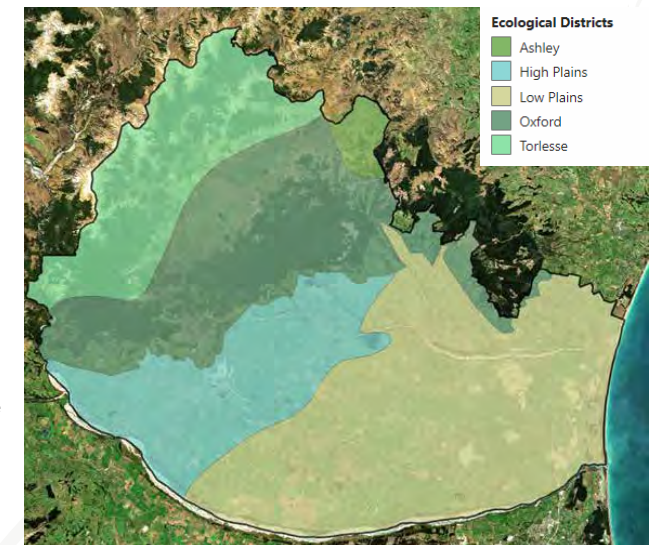 Ecological Districts
Ashley
High Plains
Low Plains
Oxford
Torlesse